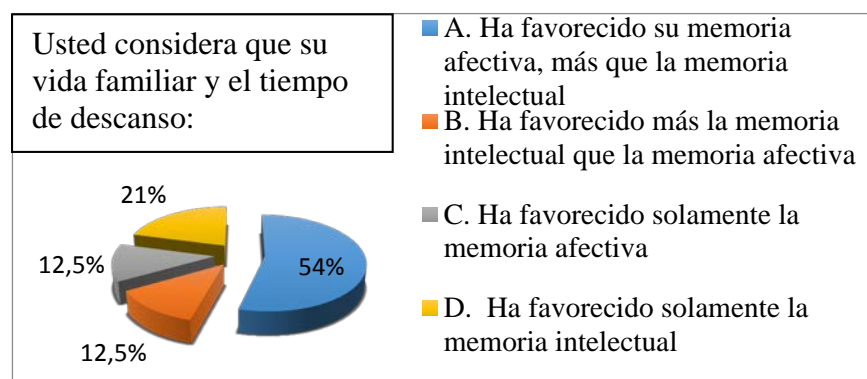 Usted considera que su
vida familiar y el tiempo
de descanso:
A. Ha favorecido su memoria
afectiva, más que la memoria
intelectual
B. Ha favorecido más la memoria
intelectual que la memoria afectiva
C. Ha favorecido solamente la
memoria afectiva
D. Ha favorecido solamente la
memoria intelectual
21%
12,5%
54%
12,5%